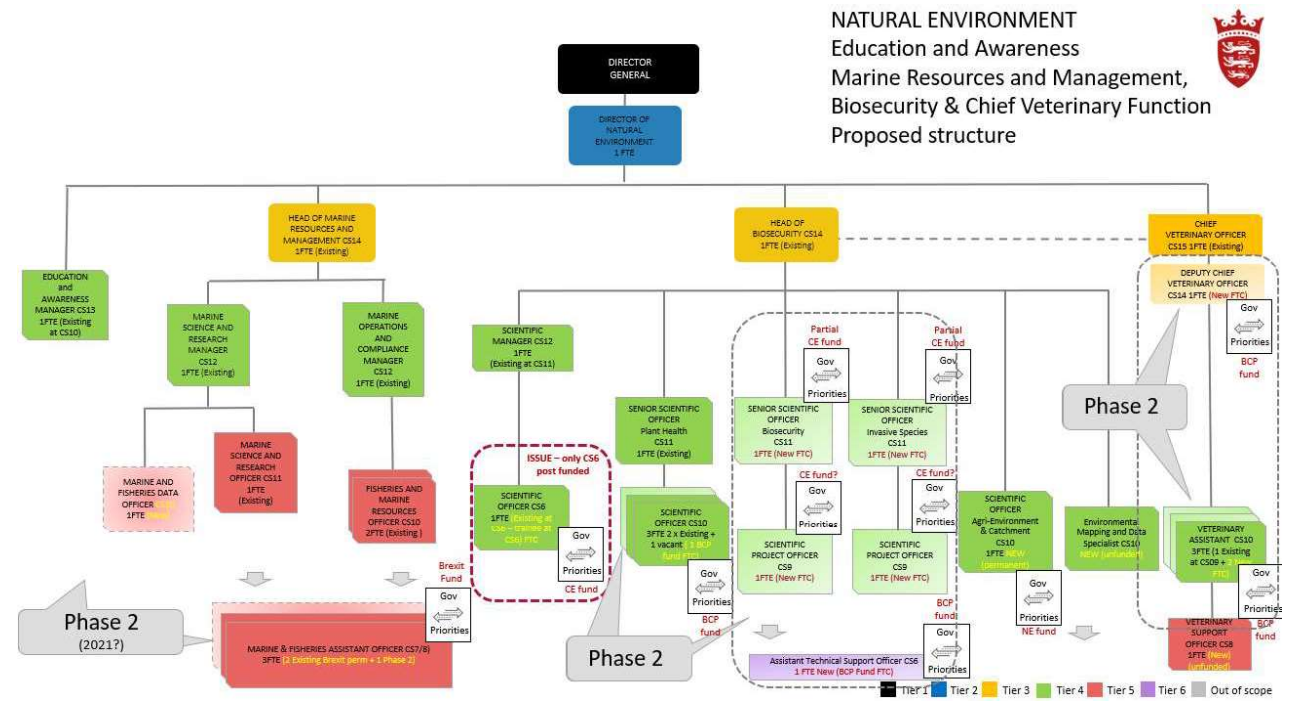 NATURAL ENVIRONMENT
Education and Awareness
Marine Resources and Management,
Biosecurity & Chief Veterinary Function
Proposed structure
DIRECTOR
GENERAL
DIRECTOR OF
NATURAL
ENVIRONMENT
1 FTE
HEAD OF MARINE
RESOURCES AND
MANAGEMENT CS14
1FTE (Existing)
HEAD OF
BIOSECURITY CS14
1FTE (Existing)
CHIEF
VETERINARY OFFICER
CS15 1FTE (Existing)
DEPUTY CHIEF
VETERINARY OFFICER
CS14 1FTE (New FTC)
Gov
Priorities
BCP
fund
EDUCATION
and
AWARENESS
MANAGER CS13
1FTE (Existing
at CS10)
MARINE
SCIENCE AND
RESEARCH
MANAGER
CS12
1FTE (Existing)
MARINE
OPERATIONS
AND
COMPLIANCE
MANAGER
CS12
1FTE (Existing)
SCIENTIFIC
MANAGER CS12
1FTE
(Existing at CS11)
Partial
CE fund
Gov
Priorities
Partial
CE fund
Gov
Priorities
Phase 2
SENIOR SCIENTIFIC
OFFICER
Plant Health
CS11
1FTE (Existing)
SENIOR SCIENTIFIC
OFFICER
Biosecurity
CS11
1FTE (New FTC)
SENIOR SCIENTIFIC
OFFICER
Invasive Species
CS11
1FTE (New FTC)
MARINE AND
FISHERIES DATA
OFFICER
1FTE
MARINE
SCIENCE AND
RESEARCH
OFFICER CS11
1FTE
(Existing)
FISHERIES AND
MARINE
RESOURCES
OFFICER CS10
2FTE (Existing )
ISSUE – only CS6
post funded
SCIENTIFIC
OFFICER CS6
1FTE (Existing at
CS6 – trainee at
CS6) FTC
Gov
Priorities
CE fund
SCIENTIFIC
OFFICER CS10
3FTE 2 x Existing +
1 vacant ( 1 BCP
fund FTC)
Gov
Priorities
BCP
fund
CE fund?
Gov
Priorities
CE fund?
Gov
Priorities
SCIENTIFIC
PROJECT OFFICER
CS9
1FTE (New FTC)
SCIENTIFIC
PROJECT OFFICER
CS9
1FTE (New FTC)
SCIENTIFIC
OFFICER
Agri-Environment
& Catchment
CS10
1FTE NEW
(permanent)
Gov
Priorities
NE fund
Environmental
Mapping and Data
Specialist CS10
NEW (unfunded)
VETERINARY
ASSISTANT CS10
3FTE (1 Existing
at CS09 + 2
FTC)
Gov
Priorities
BCP
fund
VETERINARY
SUPPORT
OFFICER CS8
1FTE (New)
(unfunded)
Phase 2
(2021?)
Brexit
Fund
Gov
Priorities
MARINE & FISHERIES ASSISTANT OFFICER CS7/8)
3FTE (2 Existing Brexit perm + 1 Phase 2)
Phase 2
BCP
fund
Gov
Priorities
Assistant Technical Support Officer CS6
1 FTE New (BCP Fund FTC)
Tier 1 Tier 2 Tier 3 Tier 4 Tier 5 Tier 6 Out of scope